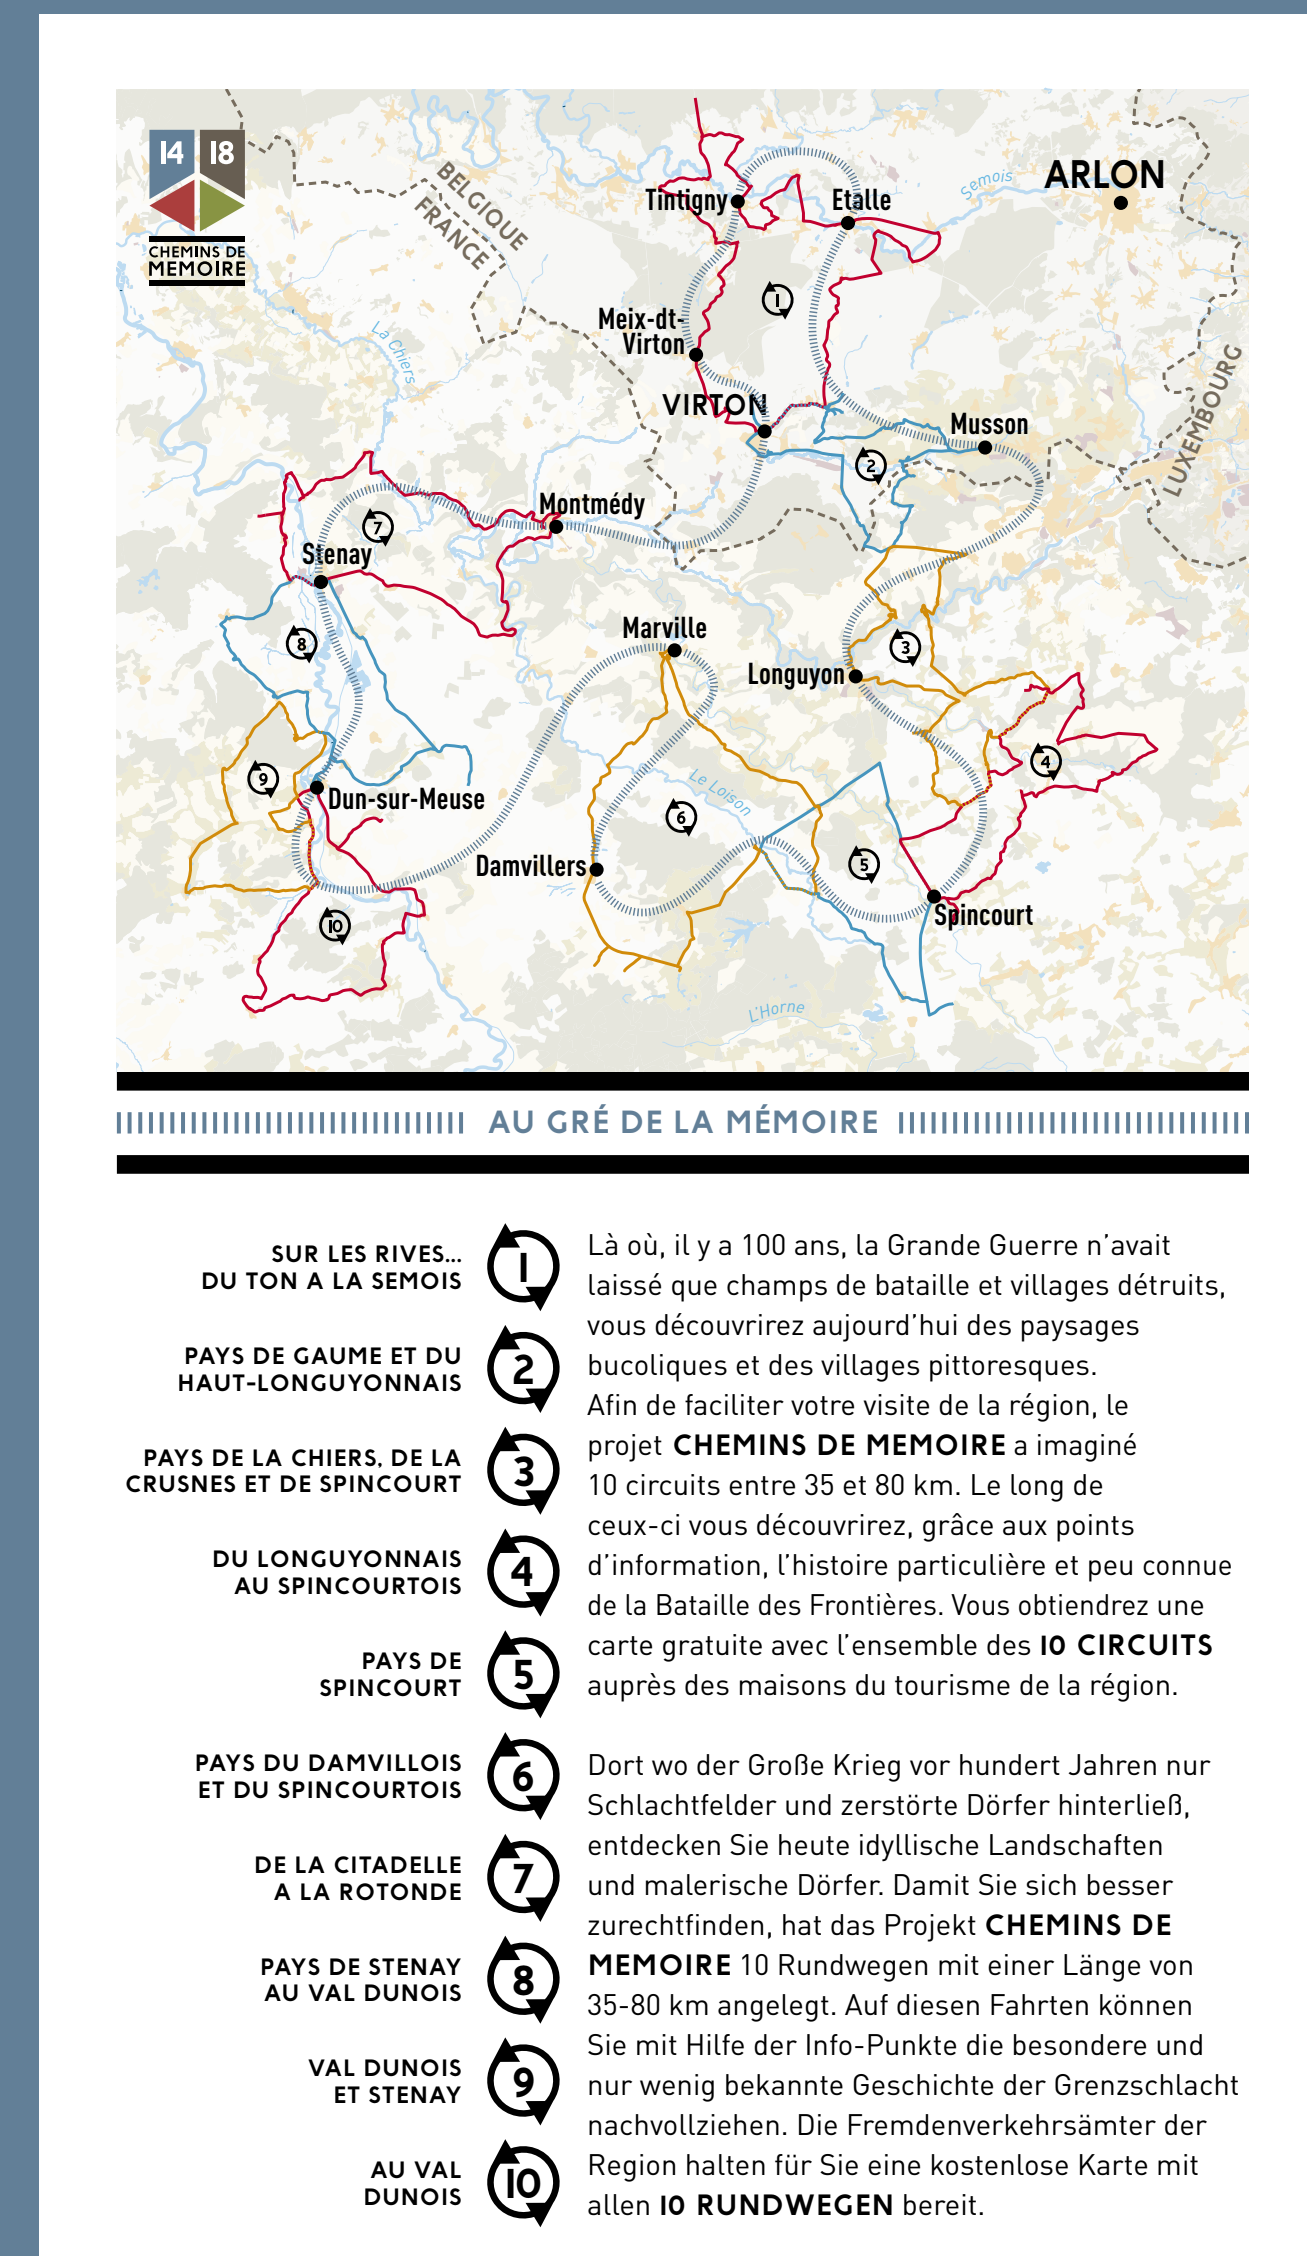 14 18
CHEMINS DE
MEMOIRE
BELGIQUE
FRANCE
Tintigny
Etalle
Semois
ARLON
La Chiers
Meix-dt-
Virton
1
LUXEMBOURG
VIRTON
Musson
2
Montmédy
7
Stenay
8
Marville
3
Longuyon
4
9
Dun-sur-Meuse
Le Loison
6
Damvillers
5
Spincourt
10
L'Horne
AU GRÉ DE LA MÉMOIRE
SUR LES RIVES...
DU TON A LA SEMOIS
1
PAYS DE GAUME ET DU
HAUT-LONGUYONNAIS
2
PAYS DE LA CHIERS, DE LA
CRUSNES ET DE SPINCOURT
3
DU LONGUYONNAIS
AU SPINCOURTOIS
4
PAYS DE
SPINCOURT
5
PAYS DU DAMVILLOIS
ET DU SPINCOURTOIS
6
DE LA CITADELLE
A LA ROTONDE
7
PAYS DE STENAY
AU VAL DUNOIS
8
VAL DUNOIS
ET STENAY
9
AU VAL
DUNOIS
10
Là où, il y a 100 ans, la Grande Guerre n'avait
laissé que champs de bataille et villages détruits,
vous découvrirez aujourd'hui des paysages
bucoliques et des villages pittoresques.
Afin de faciliter votre visite de la région, le
projet CHEMINS DE MEMOIRE a imaginé
10 circuits entre 35 et 80 km. Le long de
ceux-ci vous découvrirez, grâce aux points
d'information, l'histoire particulière et peu connue
de la Bataille des Frontières. Vous obtiendrez une
carte gratuite avec l'ensemble des 10 CIRCUITS
auprès des maisons du tourisme de la région.
Dort wo der Große Krieg vor hundert Jahren nur
Schlachtfelder und zerstörte Dörfer hinterließ,
entdecken Sie heute idyllische Landschaften
und malerische Dörfer. Damit Sie sich besser
zurechtfinden, hat das Projekt CHEMINS DE
MEMOIRE 10 Rundwegen mit einer Länge von
35-80 km angelegt. Auf diesen Fahrten können
Sie mit Hilfe der Info-Punkte die besondere und
nur wenig bekannte Geschichte der Grenzschlacht
nachvollziehen. Die Fremdenverkehrsämter der
Region halten für Sie eine kostenlose Karte mit
allen 10 RUNDWEGEN bereit.